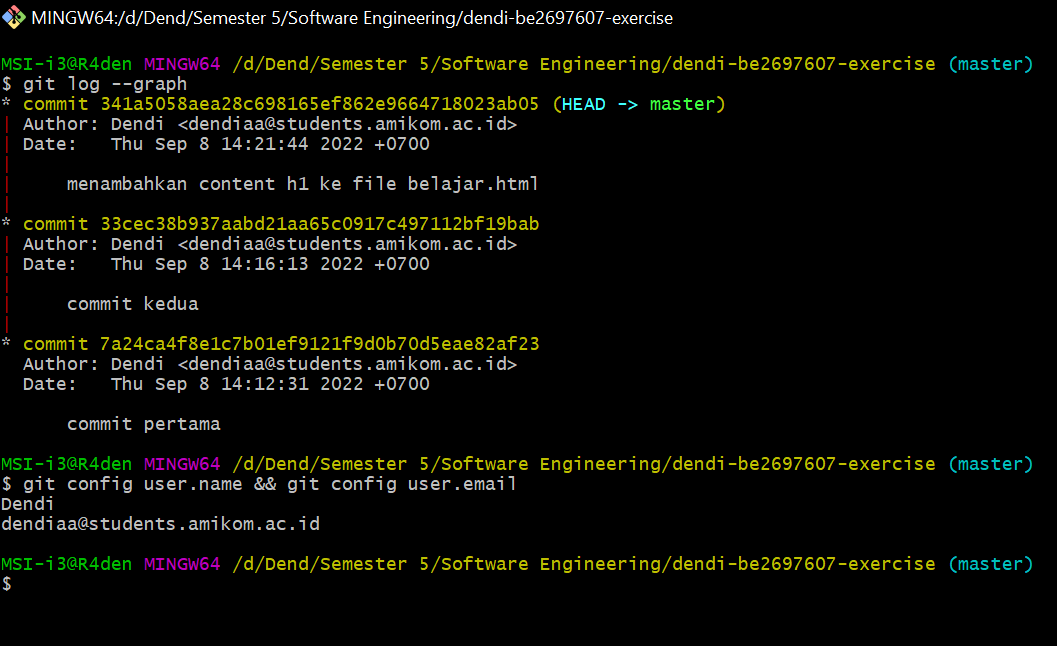 MINGW64:/d/Dend/Semester 5/Software Engineering/dendi-be2697607-exercise
MSI-i3@R4den MINGW64 /d/Dend/Semester 5/Software Engineering/dendi-be2697607-exercise (master)
$ git log --graph
* commit 341a5058aea28c698165ef862e9664718023ab05 (HEAD -> master)
| Author: Dendi <dendiaa@students.amikom.ac.id>
| Date:   Thu Sep 8 14:21:44 2022 +0700
|
|     menambahkan content h1 ke file belajar.html
|
* commit 33cec38b937aabd21aa65c0917c497112bf19bab
| Author: Dendi <dendiaa@students.amikom.ac.id>
| Date:   Thu Sep 8 14:16:13 2022 +0700
|
|     commit kedua
|
* commit 7a24ca4f8e1c7b01ef9121f9d0b70d5eae82af23
  Author: Dendi <dendiaa@students.amikom.ac.id>
  Date:   Thu Sep 8 14:12:31 2022 +0700
      commit pertama
MSI-i3@R4den MINGW64 /d/Dend/Semester 5/Software Engineering/dendi-be2697607-exercise (master)
$ git config user.name && git config user.email
Dendi
dendiaa@students.amikom.ac.id
MSI-i3@R4den MINGW64 /d/Dend/Semester 5/Software Engineering/dendi-be2697607-exercise (master)
$